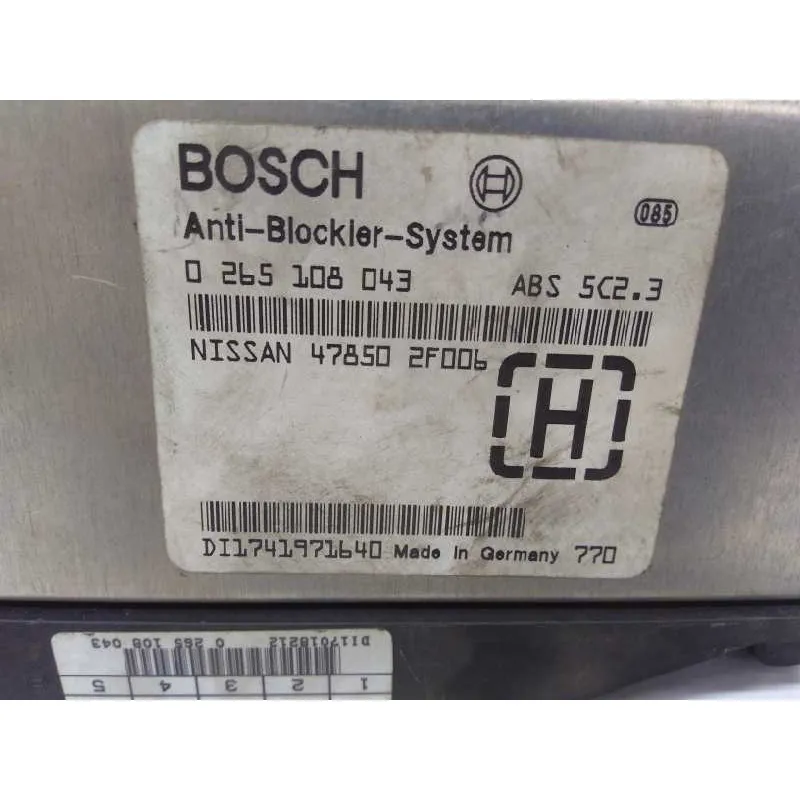 BOSCH
085
Anti-Blockier-System
0 265 108 043 ABS 5C2.3
NISSAN 47850 2F006
H
DI1741971640 Made in Germany 770
DI17018212 0 265 108 043
1 2 3 4 5